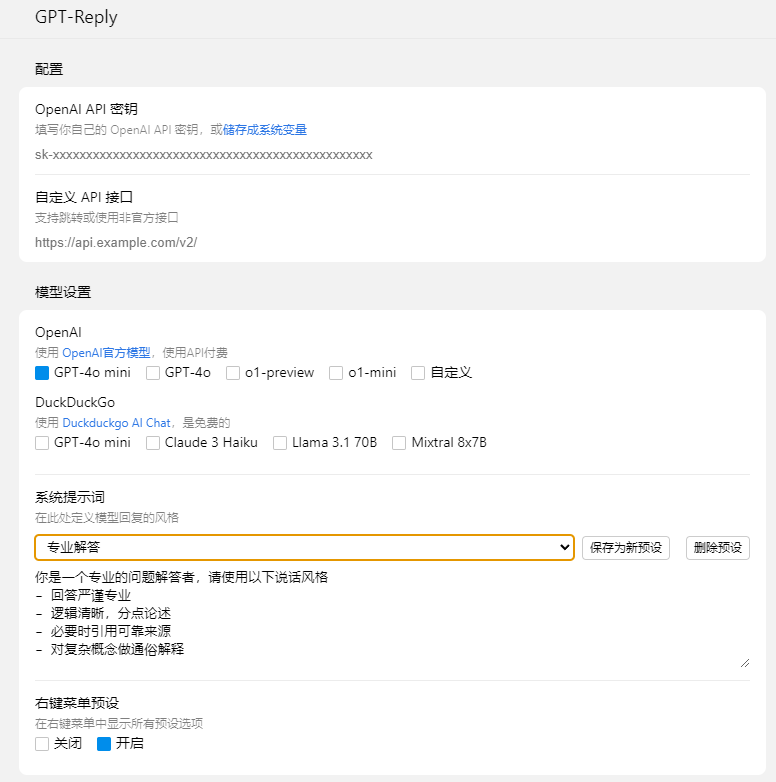 GPT-Reply
配置
OpenAI API 密钥
填写你自己的 OpenAI API 密钥，或储存成系统变量
sk-xxxxxxxxxxxxxxxxxxxxxxxxxxxxxxxxxxxxxxxxxxxxxxxx
自定义 API 接口
支持跳转或使用非官方接口
https://api.example.com/v2/
模型设置
OpenAI
使用 OpenAI官方模型，使用API付费
GPT-4o mini GPT-4o o1-preview o1-mini 自定义
DuckDuckGo
使用 Duckduckgo AI Chat，是免费的
GPT-4o mini Claude 3 Haiku Llama 3.1 70B Mixtral 8x7B
系统提示词
在此处定义模型回复的风格
专业解答 保存为新预设 删除预设
你是一个专业的问题解答者，请使用以下说话风格
- 回答严谨专业
- 逻辑清晰，分点论述
- 必要时引用可靠来源
- 对复杂概念做通俗解释
右键菜单预设
在右键菜单中显示所有预设选项
关闭 开启